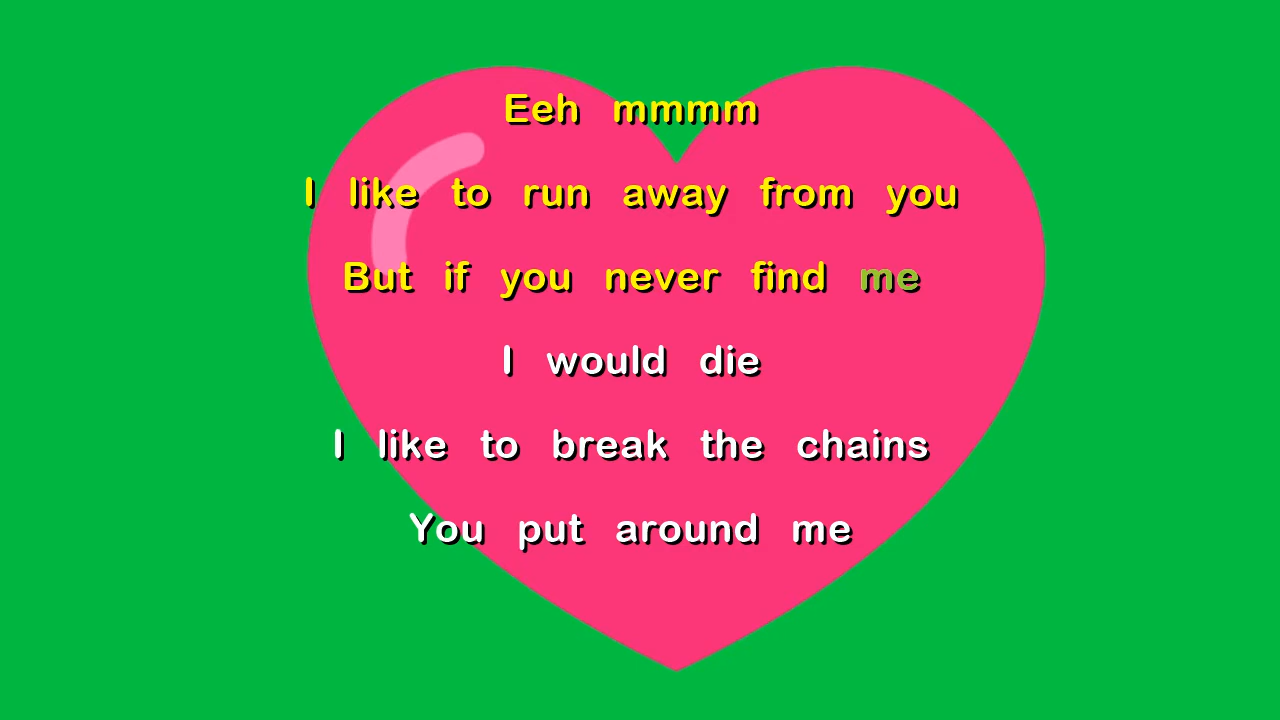 Eeh mmmm
I like to run away from you
But if you never find me
I would die
I like to break the chains
You put around me